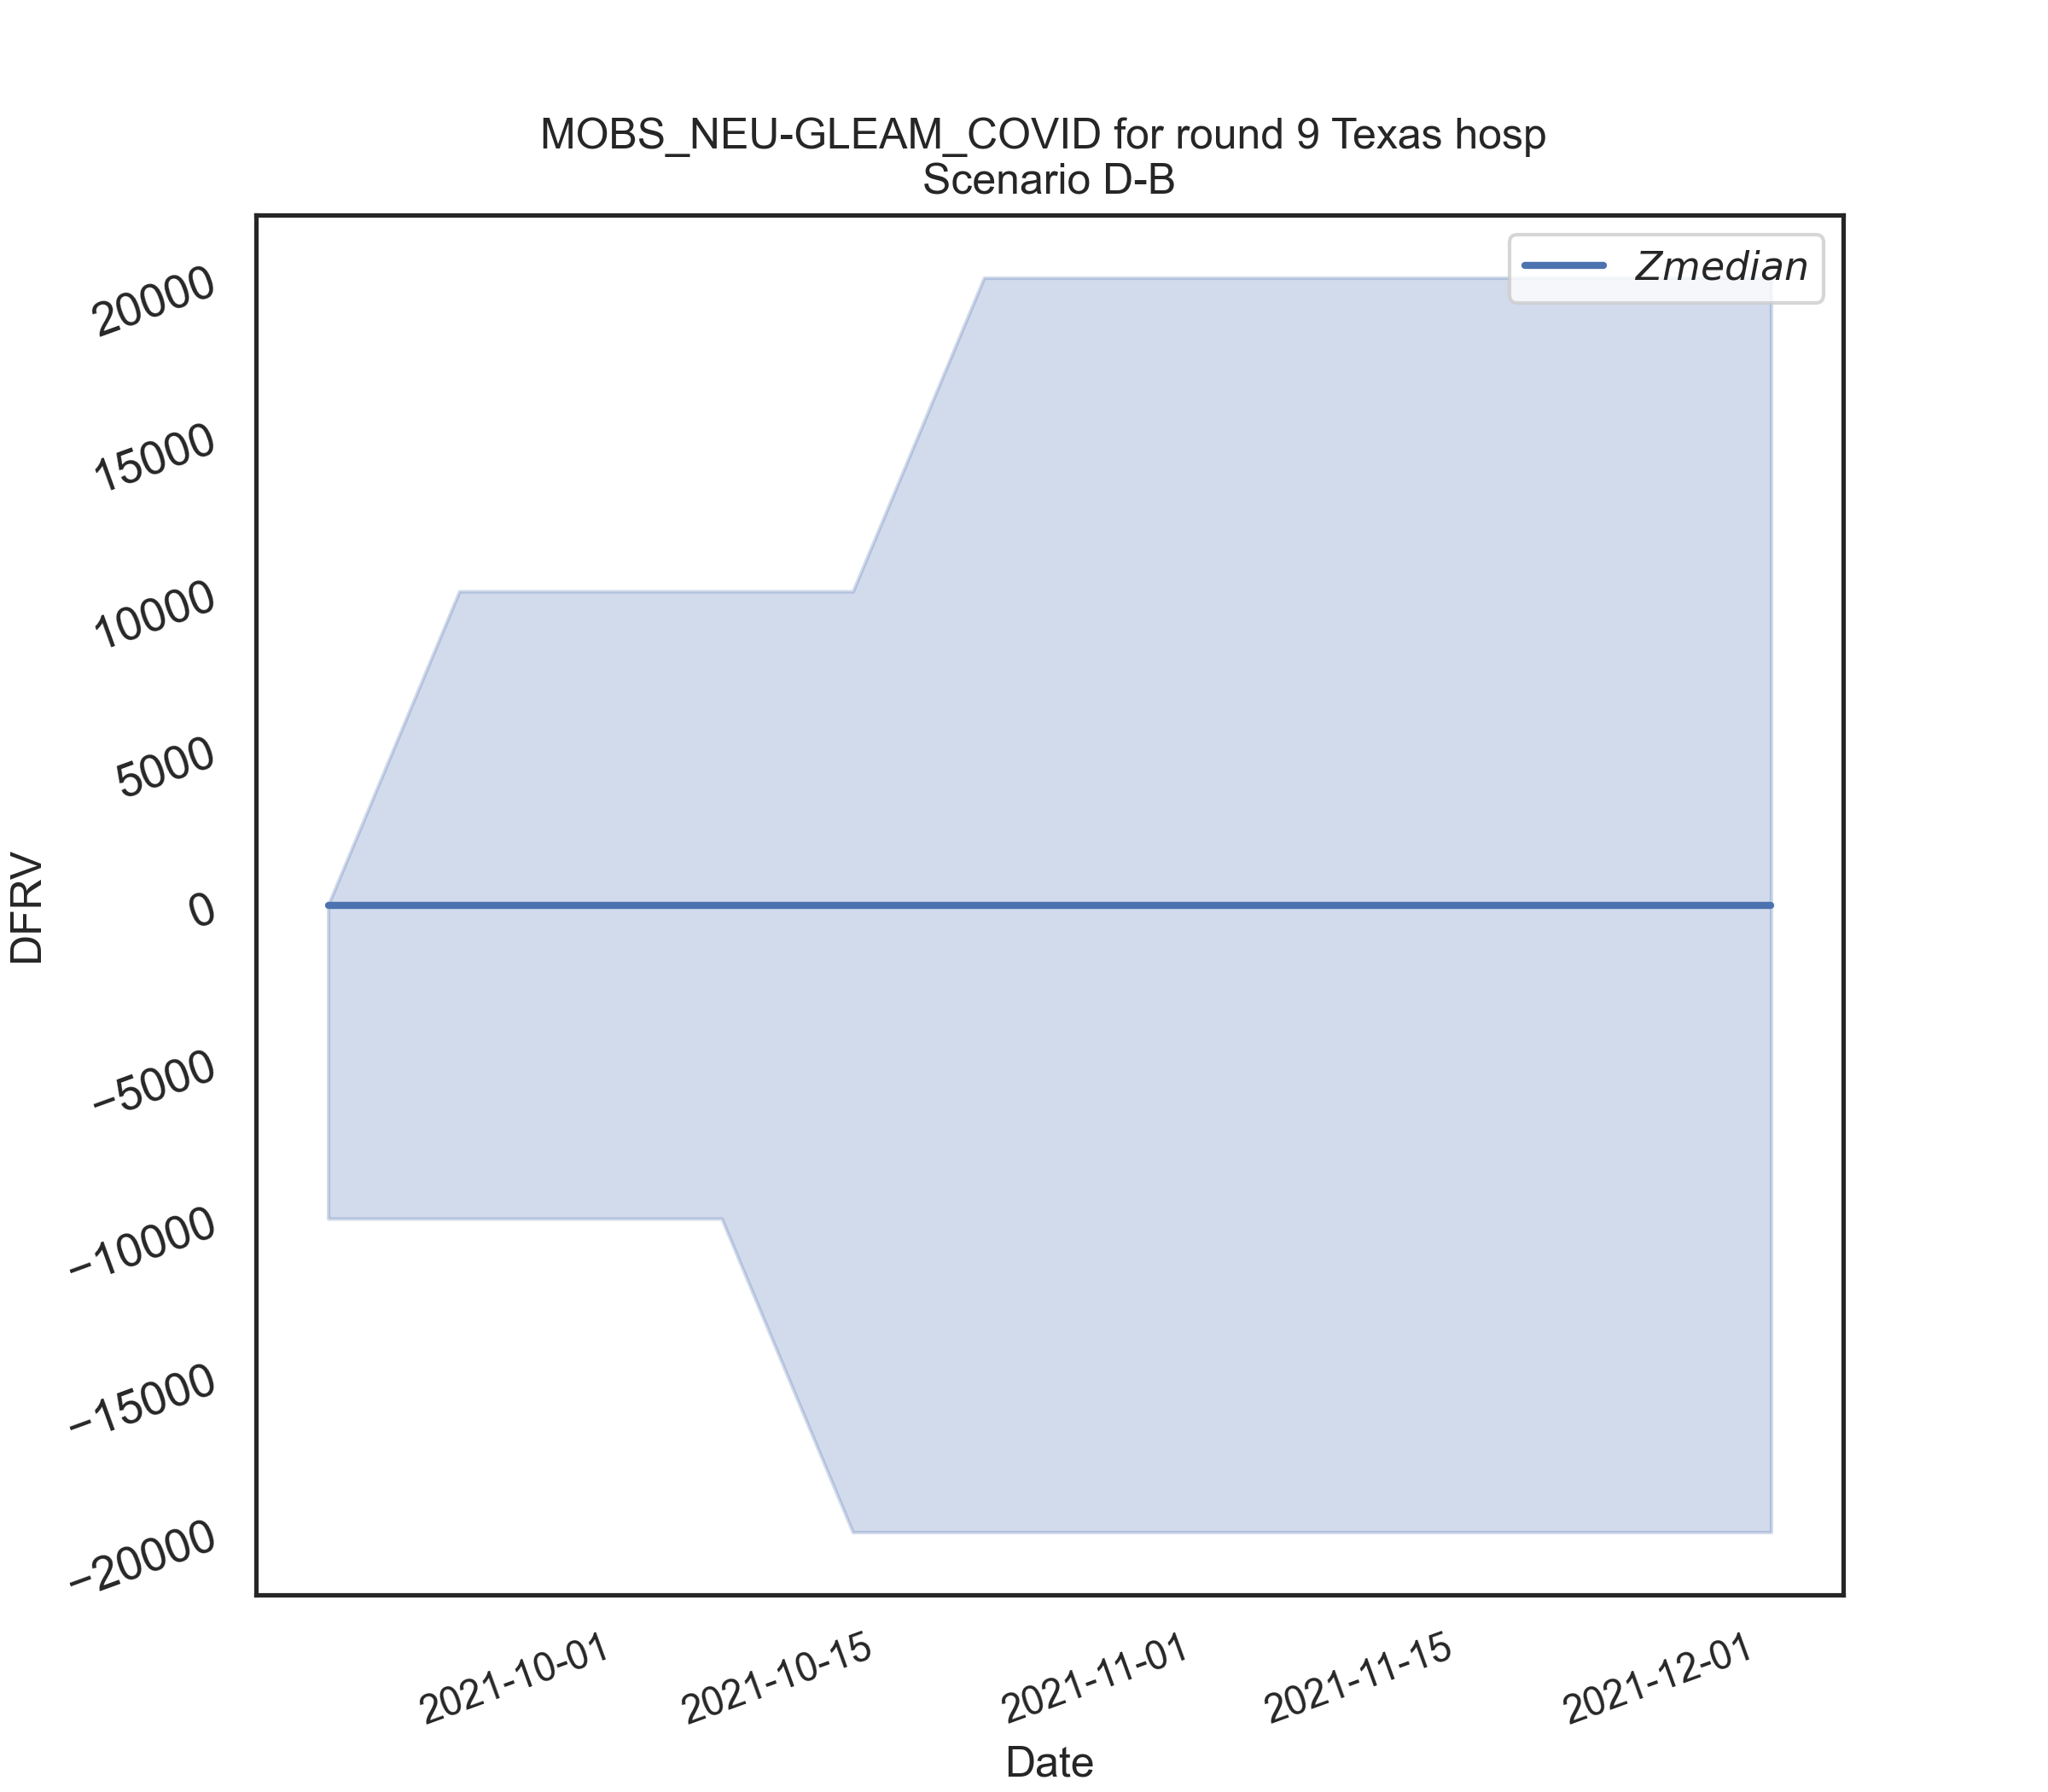 MOBS_NEU-GLEAM_COVID for round 9 Texas hosp
Scenario D-B
Zmedian
20000
15000
10000
5000
0
−5000
−10000
−15000
−20000
DFRV
2021-10-01
2021-10-15
2021-11-01
2021-11-15
2021-12-01
Date